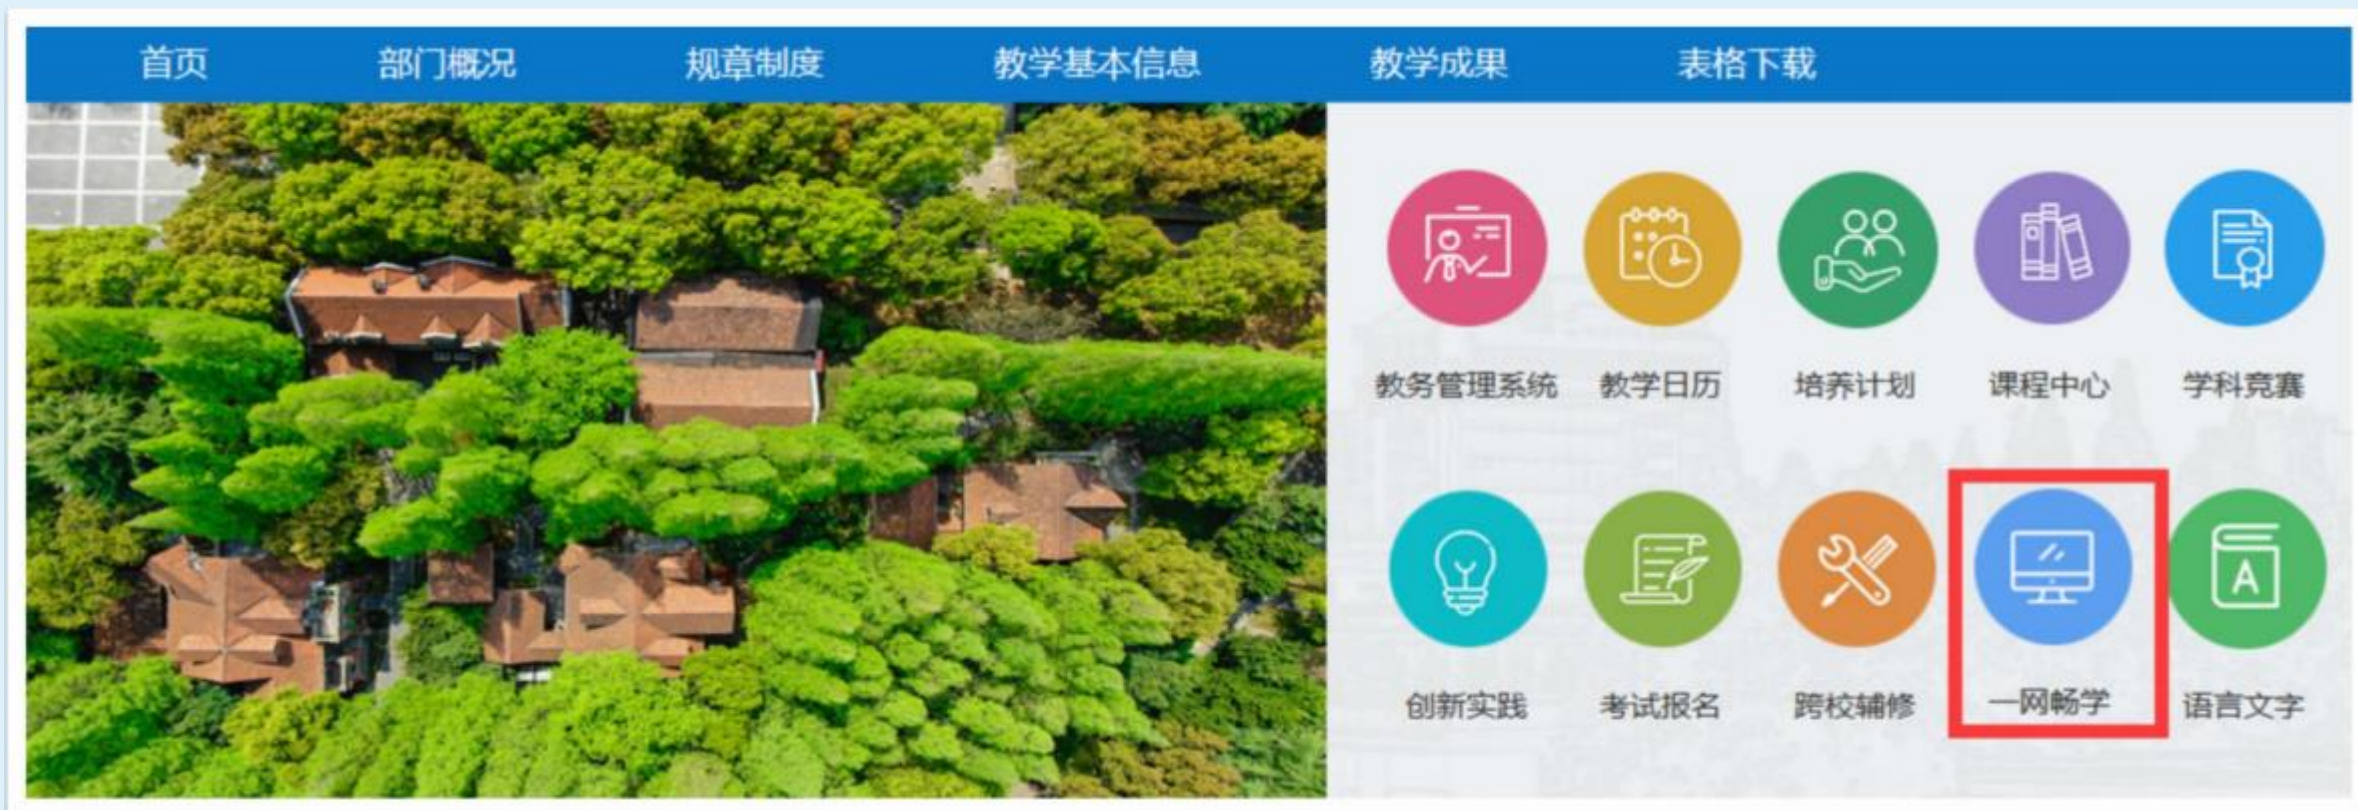 首页 部门概况 规章制度 教学基本信息 教学成果 表格下载
教务管理系统 教学日历 培养计划 课程中心 学科竞赛
创新实践 考试报名 跨校辅修 一网畅学 语言文字
A